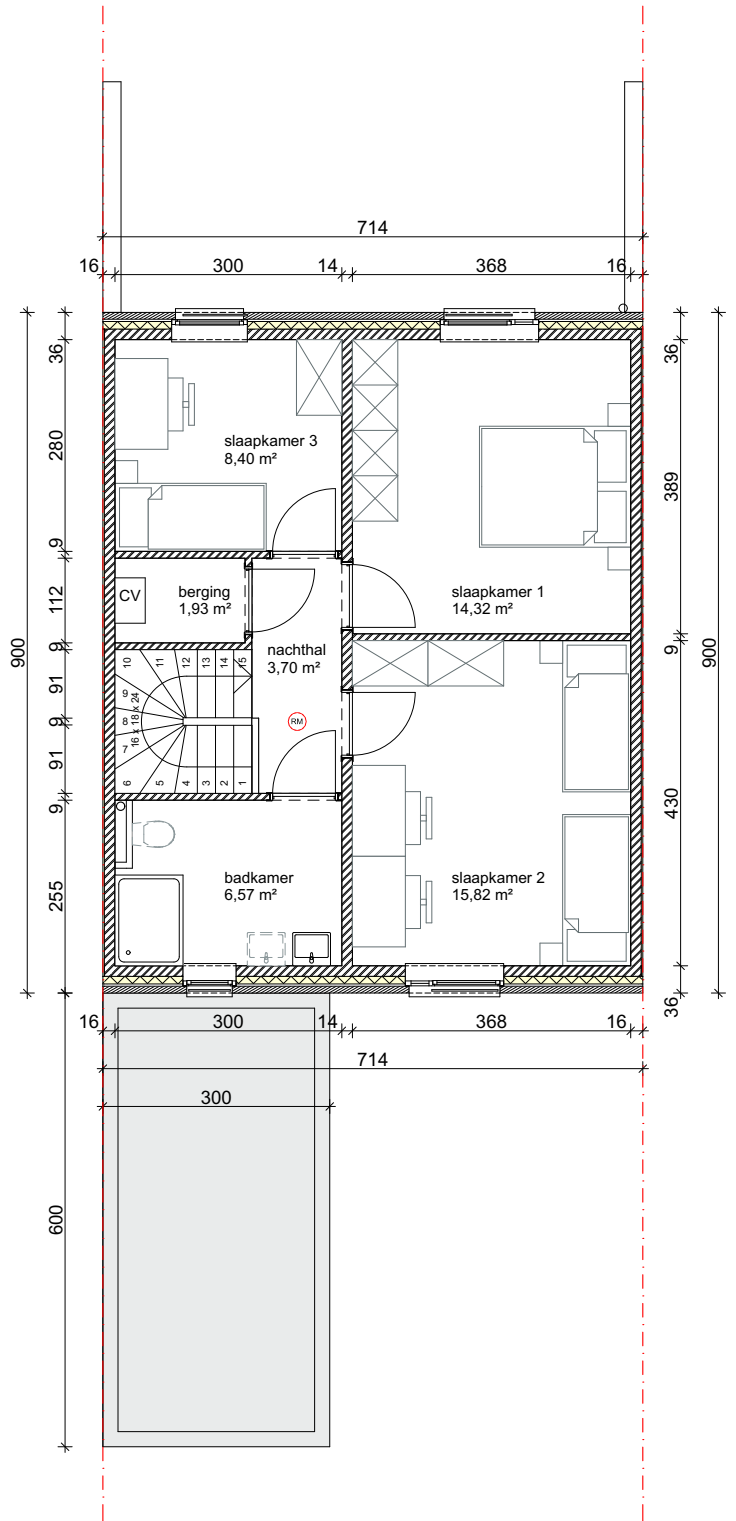 714
16 300 14 368 16
900
36
280
9
112
9
91
9
91
9
255
36
389
9
430
36
900
slaapkamer 3
8,40 m²
CV
berging
1,93 m²
slaapkamer 1
14,32 m²
nachthal
3,70 m²
RM
10 11 12 13 14 15
9
8
7
16 x 18 x 24
6 5 4 3 2 1
badkamer
6,57 m²
slaapkamer 2
15,82 m²
16 300 14 368 16
714
300
600